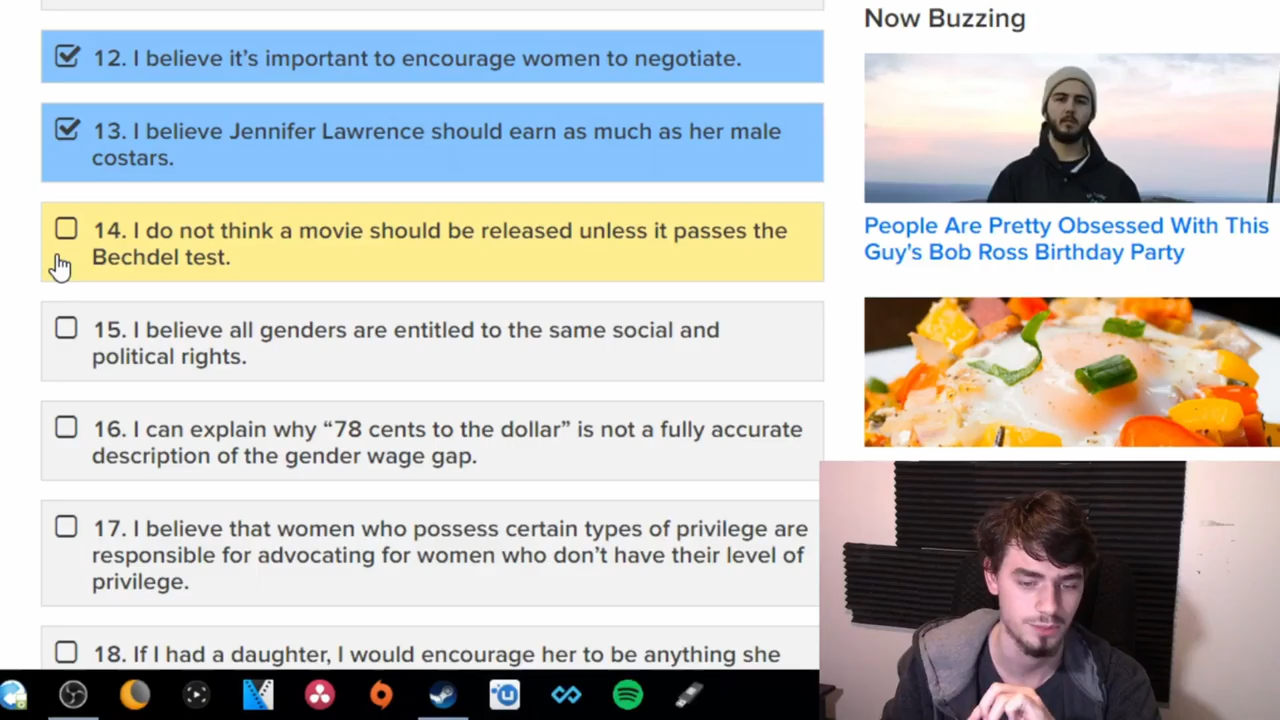 12. I believe it's important to encourage women to negotiate.
13. I believe Jennifer Lawrence should earn as much as her male
costars.
14. I do not think a movie should be released unless it passes the
Bechdel test.
15. I believe all genders are entitled to the same social and
political rights.
16. I can explain why “78 cents to the dollar” is not a fully accurate
description of the gender wage gap.
17. I believe that women who possess certain types of privilege are
responsible for advocating for women who don’t have their level of
privilege.
18. If I had a daughter, I would encourage her to be anything she
Now Buzzing
People Are Pretty Obsessed With This
Guy's Bob Ross Birthday Party